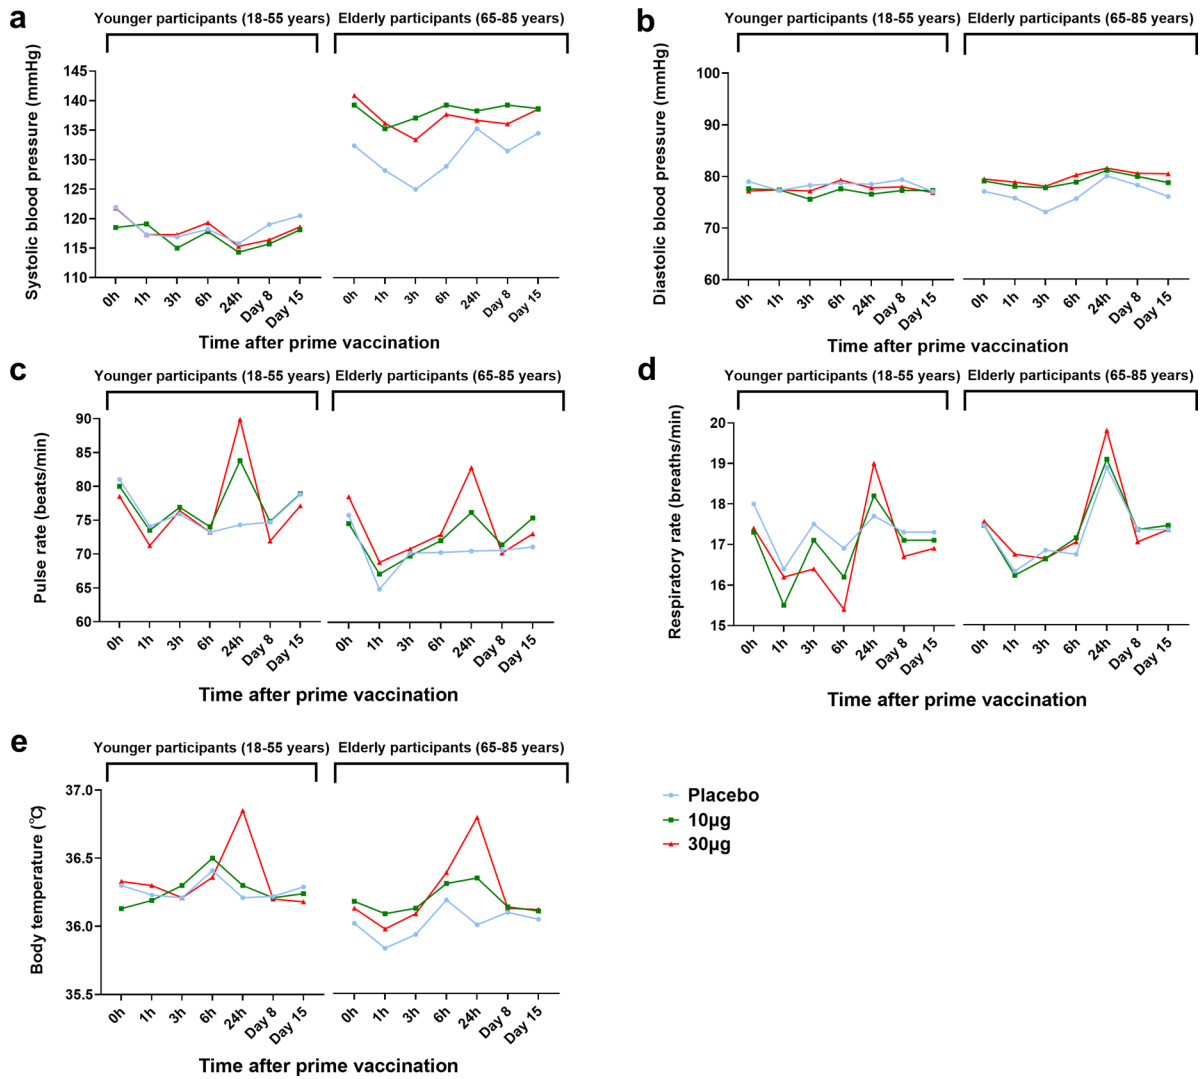 a
Younger participants (18-55 years) Elderly participants (65-85 years)
Systolic blood pressure (mmHg)
145
140
135
130
125
120
115
110
0h 1h 3h 6h 24h Day 8 Day 15 0h 1h 3h 6h 24h Day 8 Day 15
Time after prime vaccination
b
Younger participants (18-55 years) Elderly participants (65-85 years)
Diastolic blood pressure (mmHg)
100
90
80
70
60
0h 1h 3h 6h 24h Day 8 Day 15 0h 1h 3h 6h 24h Day 8 Day 15
Time after prime vaccination
c
Younger participants (18-55 years) Elderly participants (65-85 years)
Pulse rate (beats/min)
90
85
80
75
70
65
60
0h 1h 3h 6h 24h Day 8 Day 15 0h 1h 3h 6h 24h Day 8 Day 15
Time after prime vaccination
d
Younger participants (18-55 years) Elderly participants (65-85 years)
Respiratory rate (breaths/min)
20
19
18
17
16
15
0h 1h 3h 6h 24h Day 8 Day 15 0h 1h 3h 6h 24h Day 8 Day 15
Time after prime vaccination
e
Younger participants (18-55 years) Elderly participants (65-85 years)
Body temperature (℃)
37.0
36.5
36.0
35.5
0h 1h 3h 6h 24h Day 8 Day 15 0h 1h 3h 6h 24h Day 8 Day 15
Time after prime vaccination
Placebo
10μg
30μg